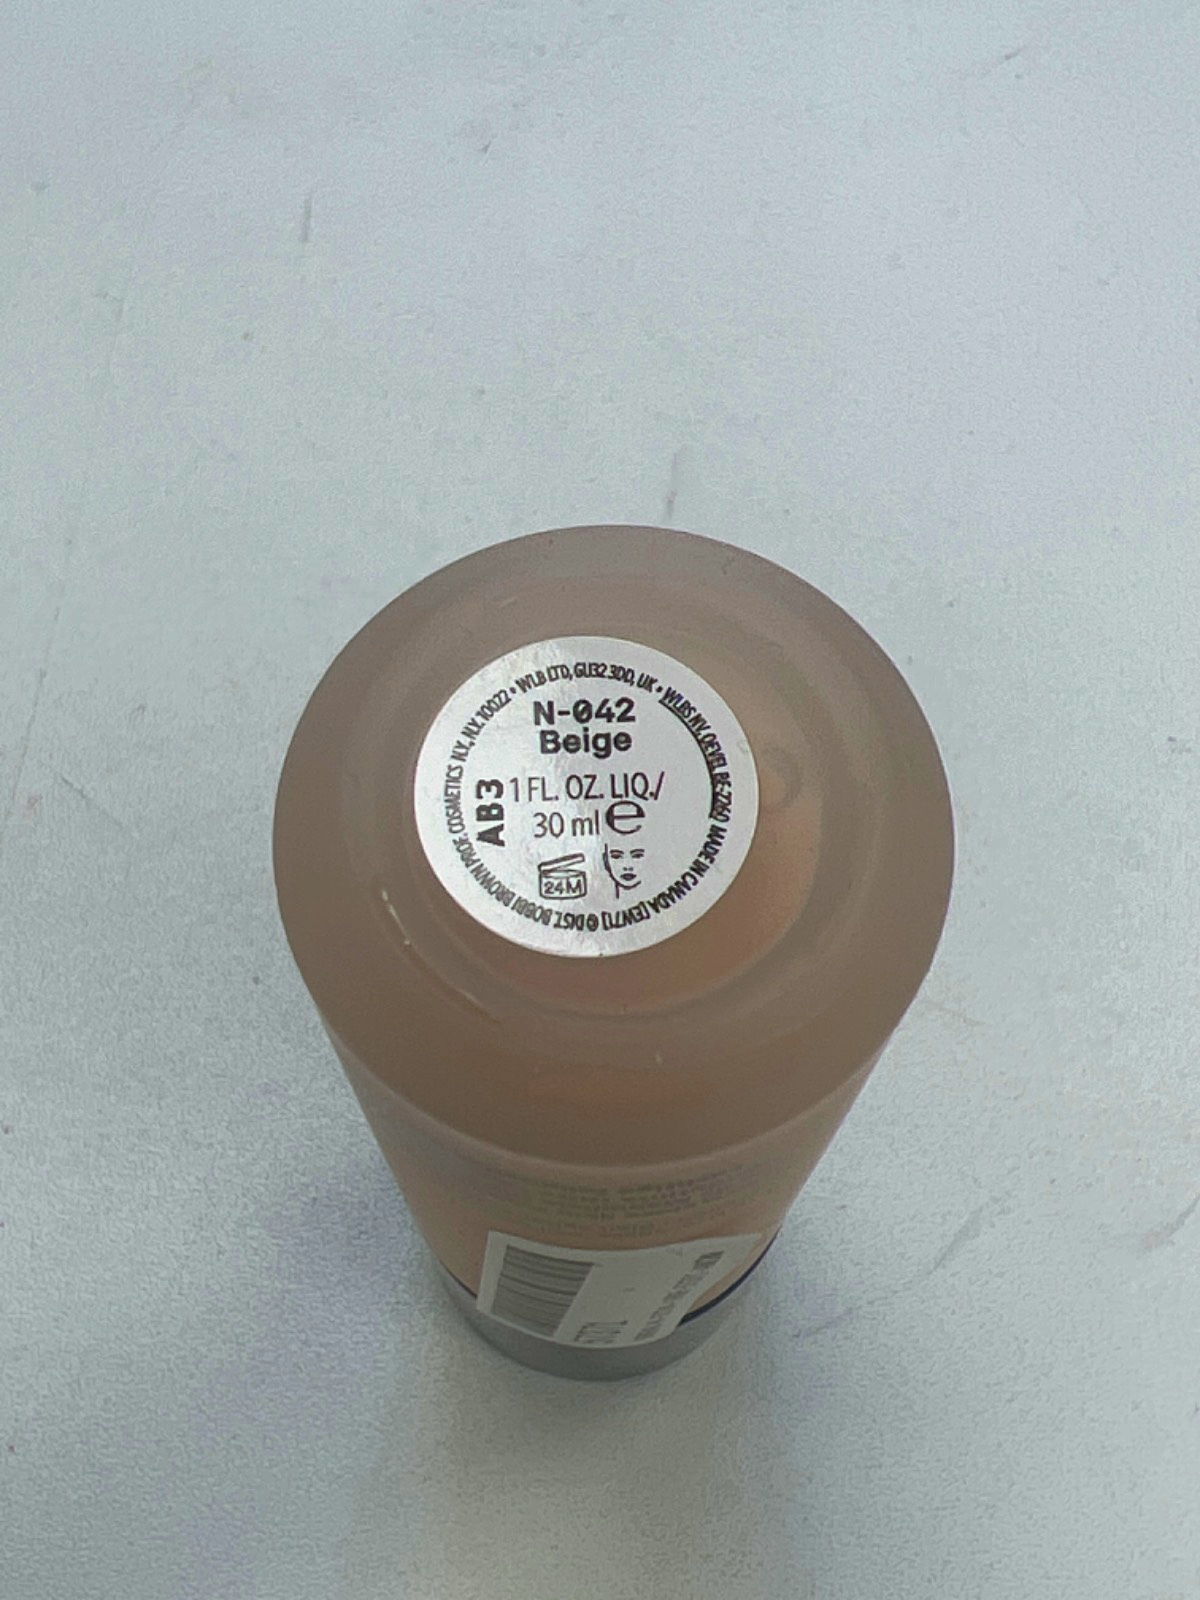 N-042
Beige
AB3
1 FL. OZ. LIQ./
30 ml e
24M
DIST. BOBBI BROWN PROF. COSMETICS N.Y., N.Y. 10022 • WLB LTD, GU32 3DD, UK • WLBS NV, OEVEL BE-2260 MADE IN CANADA [EW71] ©